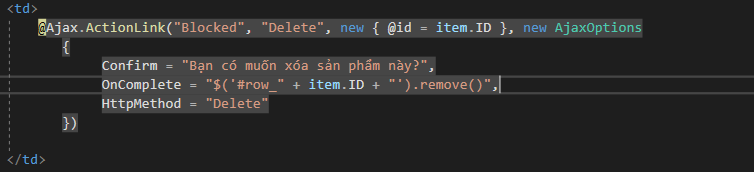 <td>
@Ajax.ActionLink("Blocked", "Delete", new { @id = item.ID }, new AjaxOptions
{
Confirm = "Bạn có muốn xóa sản phẩm này?",
OnComplete = "$('#row_" + item.ID + "').remove()",
HttpMethod = "Delete"
})
</td>